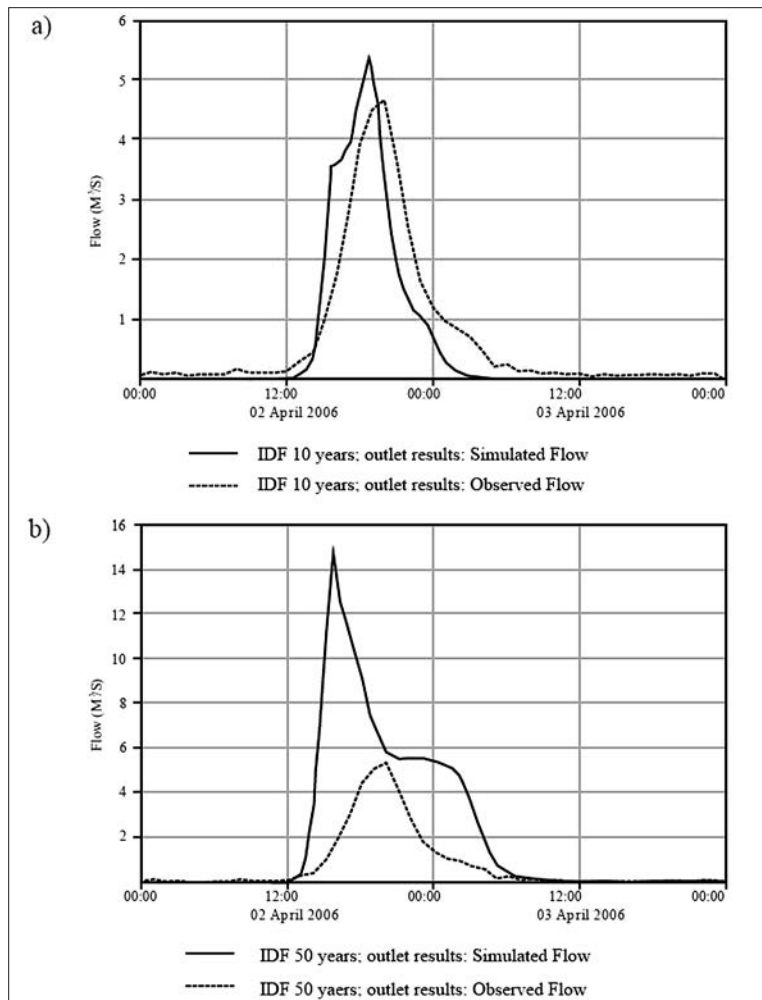 a)
6
5
4
3
2
1
Flow (M³/S)
00:00 12:00 00:00 12:00 00:00
02 April 2006 03 April 2006
IDF 10 years; outlet results: Simulated Flow
IDF 10 years; outlet results: Observed Flow
b)
16
14
12
10
8
6
4
2
Flow (M³/S)
00:00 12:00 00:00 12:00 00:00
02 April 2006 03 April 2006
IDF 50 years; outlet results: Simulated Flow
IDF 50 yaers; outlet results: Observed Flow